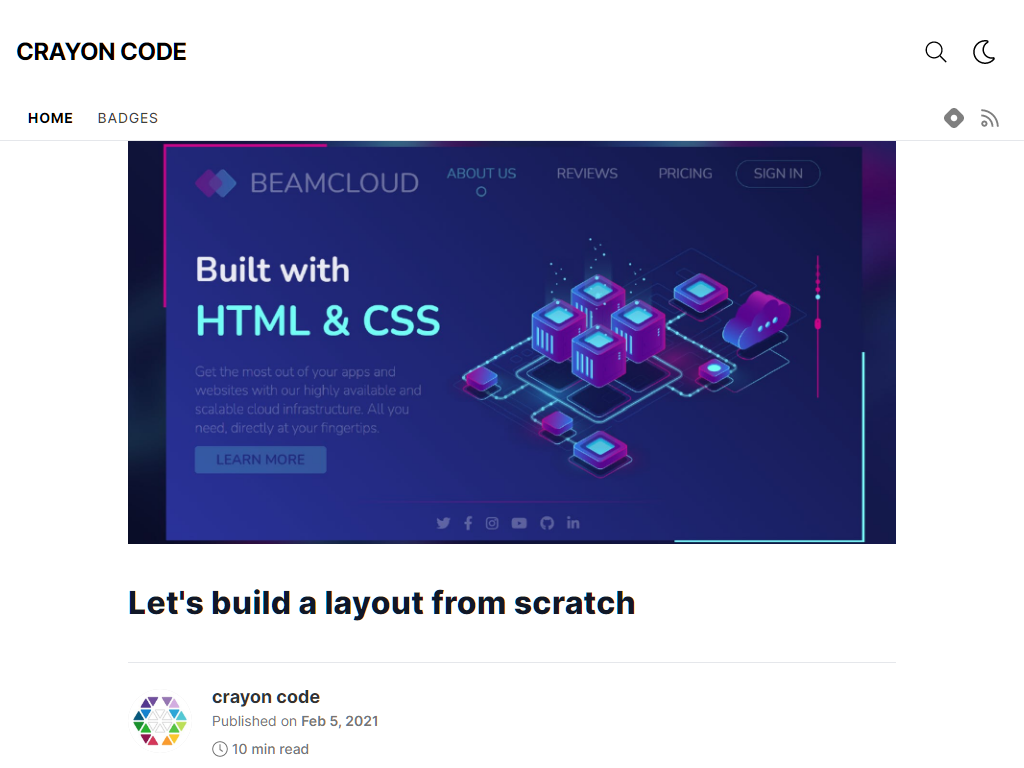 CRAYON CODE
HOME BADGES
BEAMCLOUD ABOUT US REVIEWS PRICING SIGN IN
Built with
HTML & CSS
Get the most out of your apps and
websites with our highly available and
scalable cloud infrastructure. All you
need, directly at your fingertips.
LEARN MORE
Let's build a layout from scratch
crayon code
Published on Feb 5, 2021
10 min read